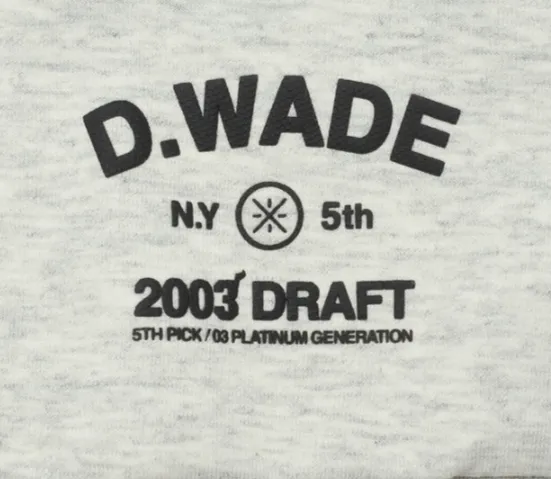 D.WADE
N.Y 5th
2003' DRAFT
5TH PICK / 03 PLATINUM GENERATION